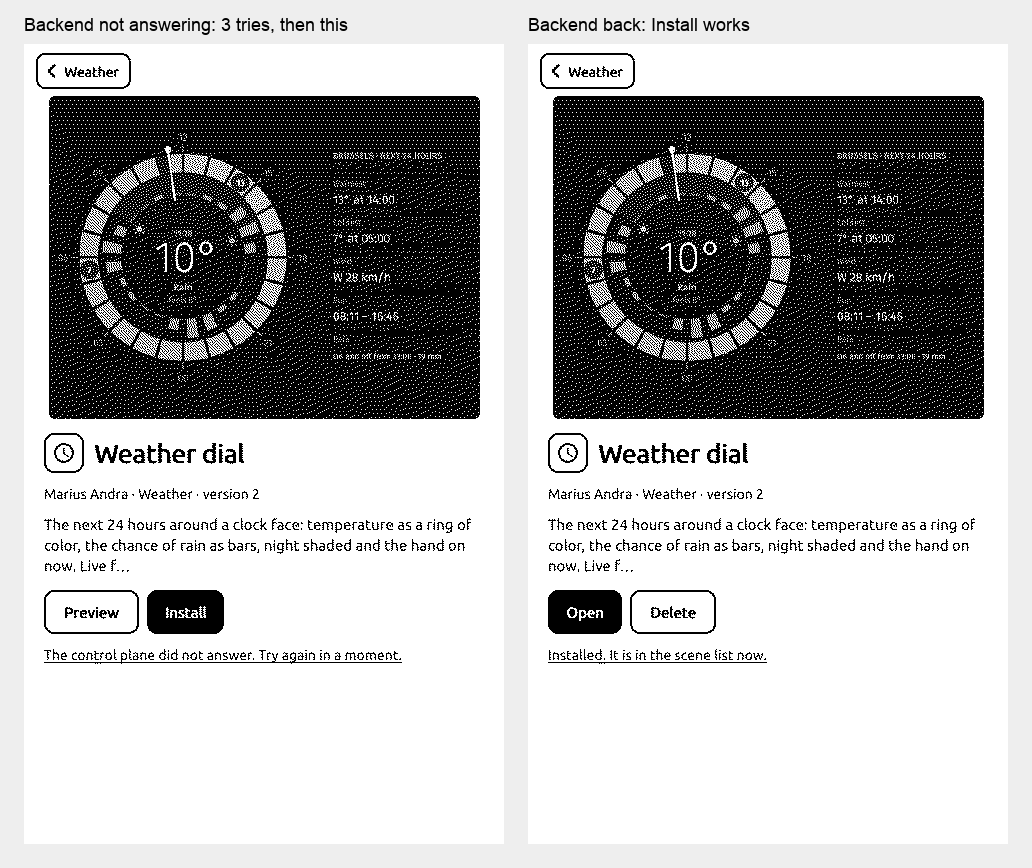 Backend not answering: 3 tries, then this
Weather
13
BRUSSELS · NEXT 24 HOURS
13° at 14:00
7° at 05:00
10°
Rain
W 28 km/h
08:11 – 16:46
03
Weather dial
Marius Andra · Weather · version 2
The next 24 hours around a clock face: temperature as a ring of
color, the chance of rain as bars, night shaded and the hand on
now. Live f...
Preview
Install
The control plane did not answer. Try again in a moment.
Backend back: Install works
Weather
13
BRUSSELS · NEXT 24 HOURS
13° at 14:00
7° at 05:00
10°
Rain
W 28 km/h
08:11 – 16:46
03
Weather dial
Marius Andra · Weather · version 2
The next 24 hours around a clock face: temperature as a ring of
color, the chance of rain as bars, night shaded and the hand on
now. Live f...
Open
Delete
Installed. It is in the scene list now.